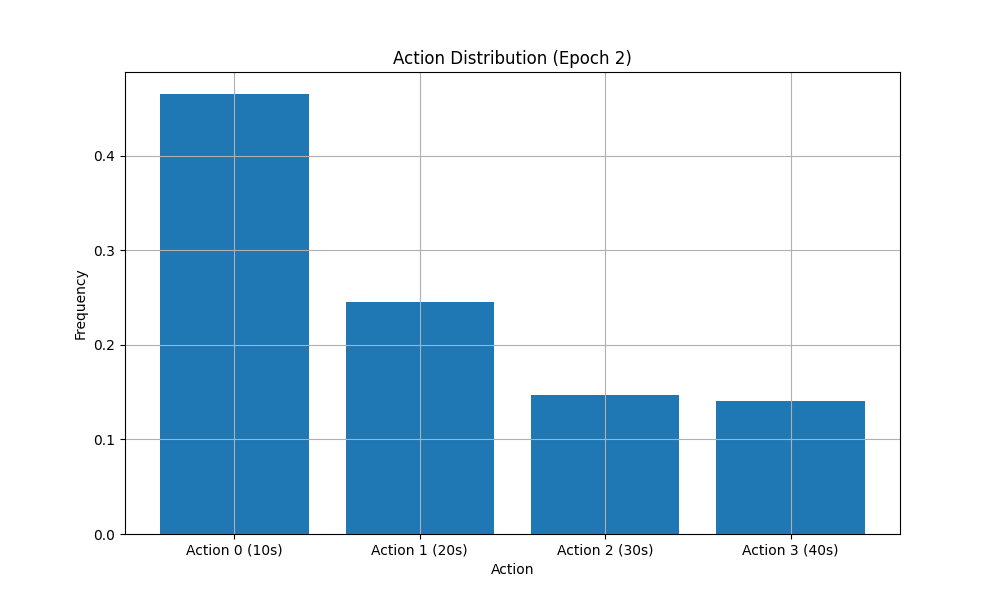 Action Distribution (Epoch 2)
Frequency
0.4
0.3
0.2
0.1
0.0
Action 0 (10s) Action 1 (20s) Action 2 (30s) Action 3 (40s)
Action